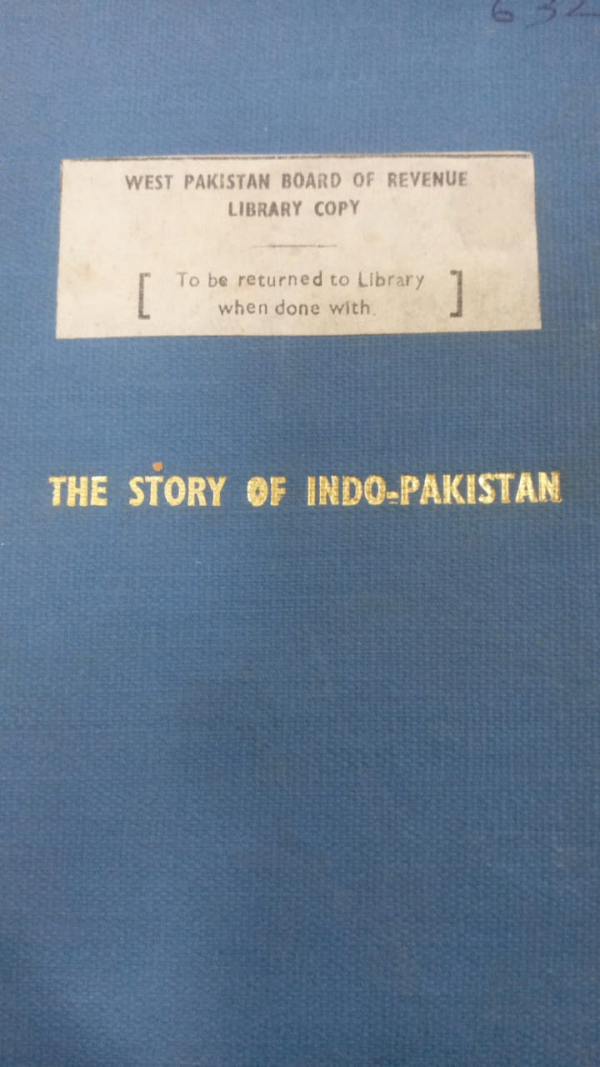 632
WEST PAKISTAN BOARD OF REVENUE
LIBRARY COPY
[ To be returned to Library
when done with. ]
THE STORY OF INDO-PAKISTAN